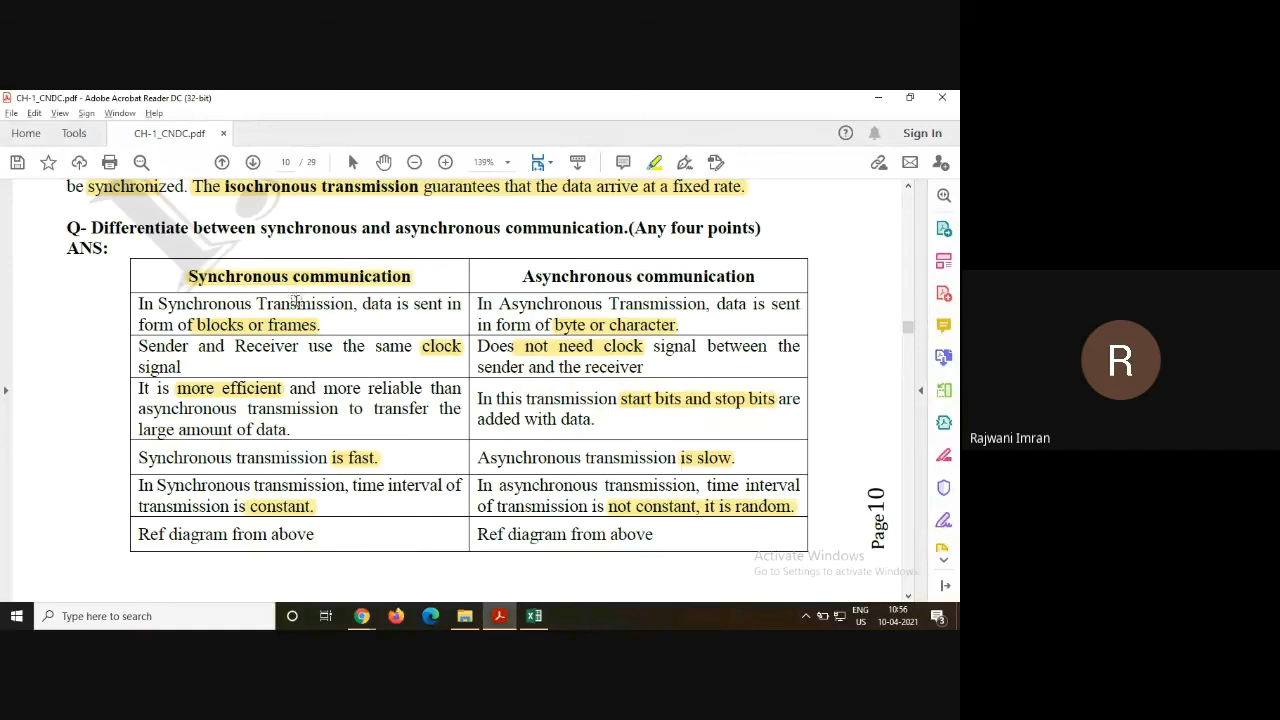 CH-1_CNDC.pdf - Adobe Acrobat Reader DC (32-bit)
File Edit View Sign Window Help
Home Tools CH-1_CNDC.pdf × Sign In
10 / 29 139%
be synchronized. The isochronous transmission guarantees that the data arrive at a fixed rate.
Q- Differentiate between synchronous and asynchronous communication.(Any four points)
ANS:
Synchronous communication
Asynchronous communication
In Synchronous Transmission, data is sent in
form of blocks or frames.
In Asynchronous Transmission, data is sent
in form of byte or character.
Sender and Receiver use the same clock
signal
Does not need clock signal between the
sender and the receiver
It is more efficient and more reliable than
asynchronous transmission to transfer the
large amount of data.
In this transmission start bits and stop bits are
added with data.
Synchronous transmission is fast.
Asynchronous transmission is slow.
In Synchronous transmission, time interval of
transmission is constant.
In asynchronous transmission, time interval
of transmission is not constant, it is random.
Ref diagram from above
Ref diagram from above
Page10
Activate Windows
Go to Settings to activate Windows.
Type here to search
ENG
US
10:56
10-04-2021
3
R
Rajwani Imran